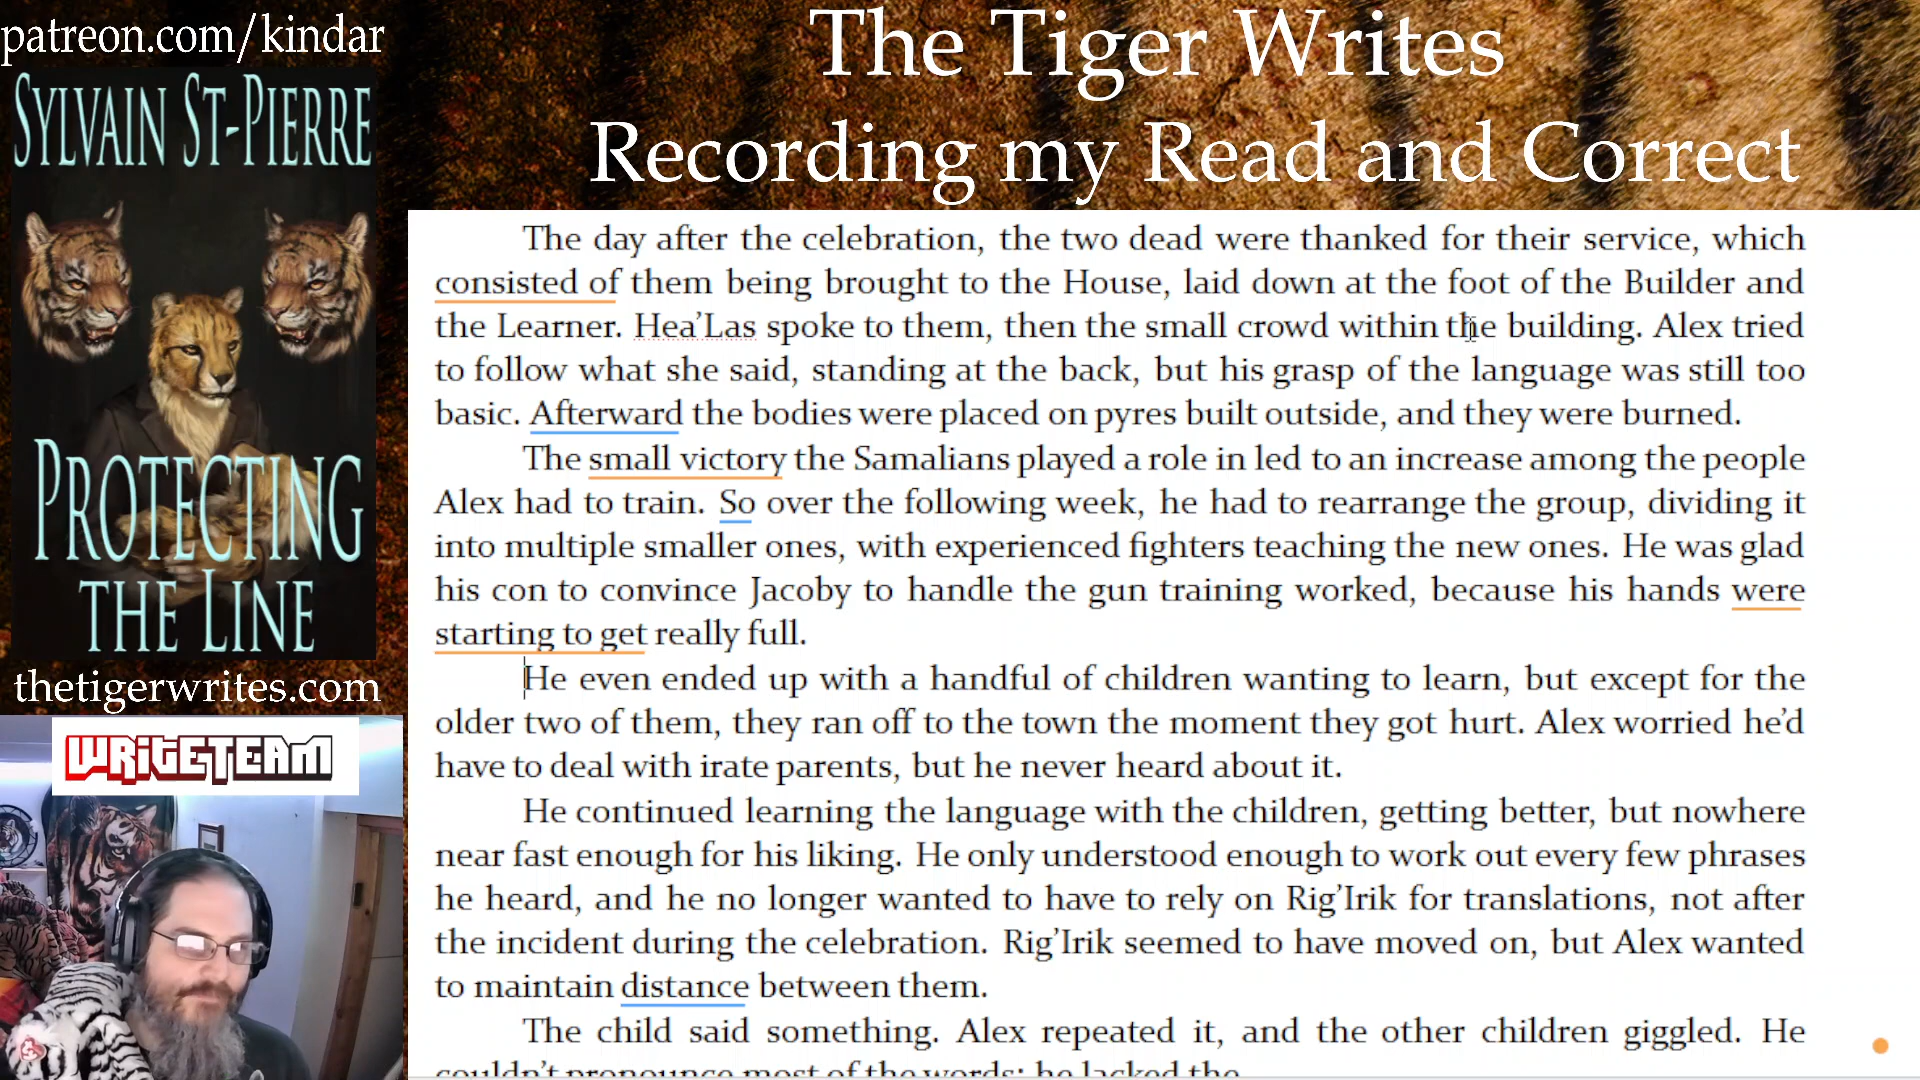 patreon.com/kindar
SYLVAIN ST-PIERRE
PROTECTING
THE LINE
thetigerwrites.com
WRITETEAM
The Tiger Writes
Recording my Read and Correct
The day after the celebration, the two dead were thanked for their service, which
consisted of them being brought to the House, laid down at the foot of the Builder and
the Learner. Hea’Las spoke to them, then the small crowd within the building. Alex tried
to follow what she said, standing at the back, but his grasp of the language was still too
basic. Afterward the bodies were placed on pyres built outside, and they were burned.
The small victory the Samalians played a role in led to an increase among the people
Alex had to train. So over the following week, he had to rearrange the group, dividing it
into multiple smaller ones, with experienced fighters teaching the new ones. He was glad
his con to convince Jacoby to handle the gun training worked, because his hands were
starting to get really full.
He even ended up with a handful of children wanting to learn, but except for the
older two of them, they ran off to the town the moment they got hurt. Alex worried he’d
have to deal with irate parents, but he never heard about it.
He continued learning the language with the children, getting better, but nowhere
near fast enough for his liking. He only understood enough to work out every few phrases
he heard, and he no longer wanted to have to rely on Rig’Irik for translations, not after
the incident during the celebration. Rig’Irik seemed to have moved on, but Alex wanted
to maintain distance between them.
The child said something. Alex repeated it, and the other children giggled. He
couldn’t pronounce most of the words; he lacked the